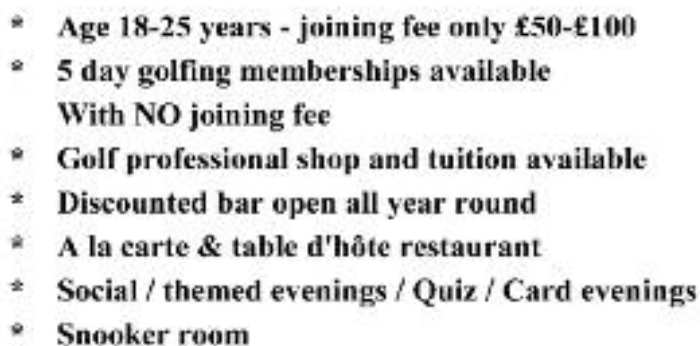 * Age 18-25 years - joining fee only £50-£100
* 5 day golfing memberships available
With NO joining fee
* Golf professional shop and tuition available
* Discounted bar open all year round
* A la carte & table d'hôte restaurant
* Social / themed evenings / Quiz / Card evenings
* Snooker room